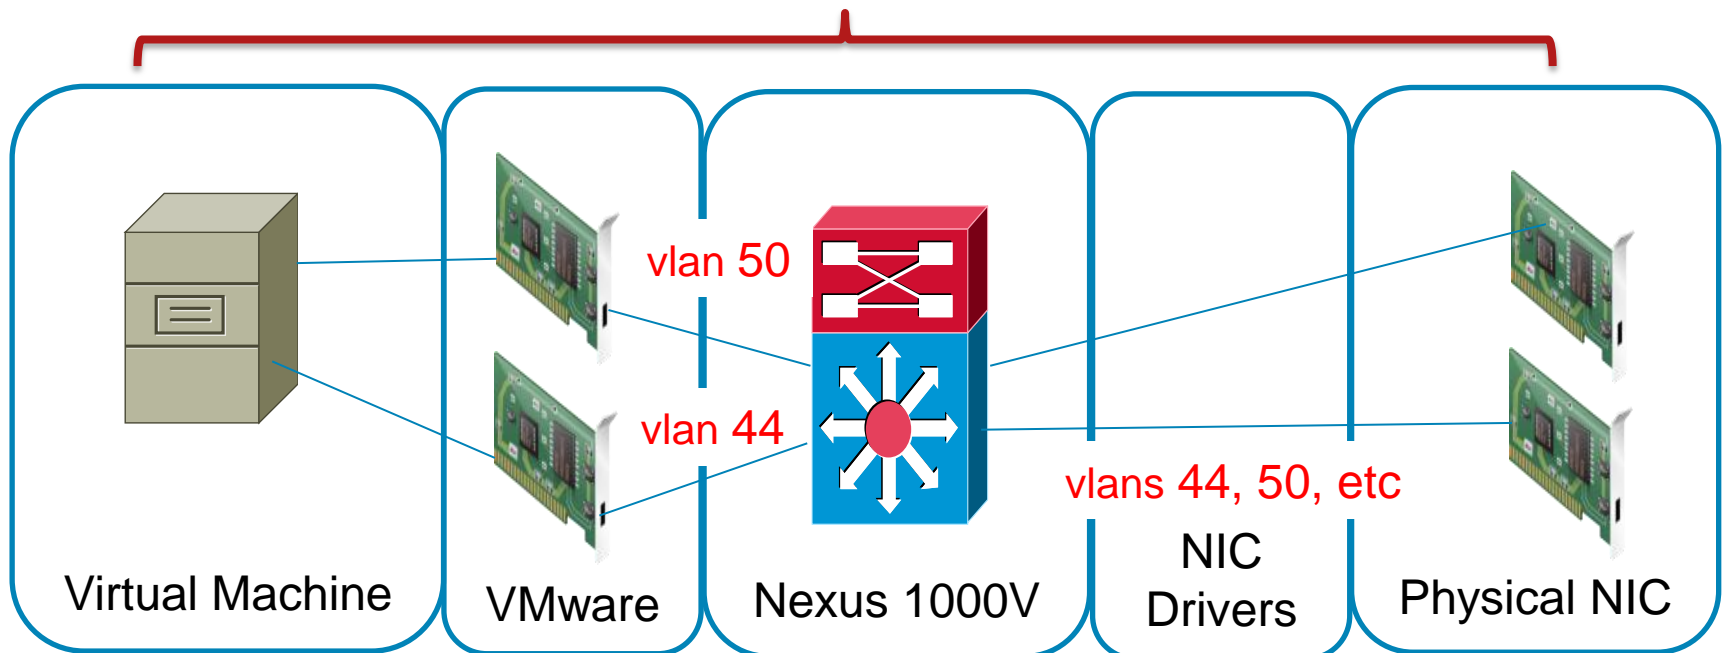 vlan 50
vlan 44
vlans 44, 50, etc
Virtual Machine
VMware
Nexus 1000V
NIC
Drivers
Physical NIC